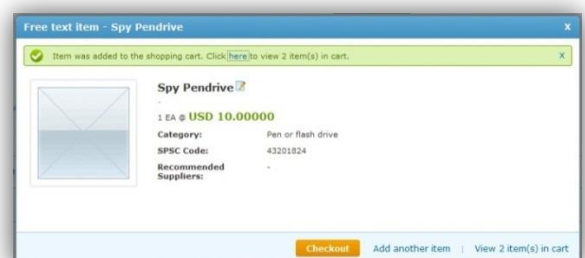 Free text item - Spy Pendrive x
Item was added to the shopping cart. Click here to view 2 item(s) in cart. x
Spy Pendrive
-
1 EA @ USD 10.00000
Category: Pen or flash drive
SPSC Code: 43201824
Recommended Suppliers: -
Checkout Add another item | View 2 item(s) in cart